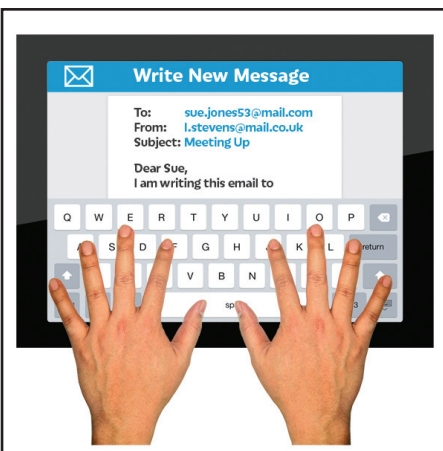 Write New Message
To: sue.jones53@mail.com
From: l.stevens@mail.co.uk
Subject: Meeting Up
Dear Sue,
I am writing this email to
Q W E R T Y U I O P
S D F G H K L return
V B N